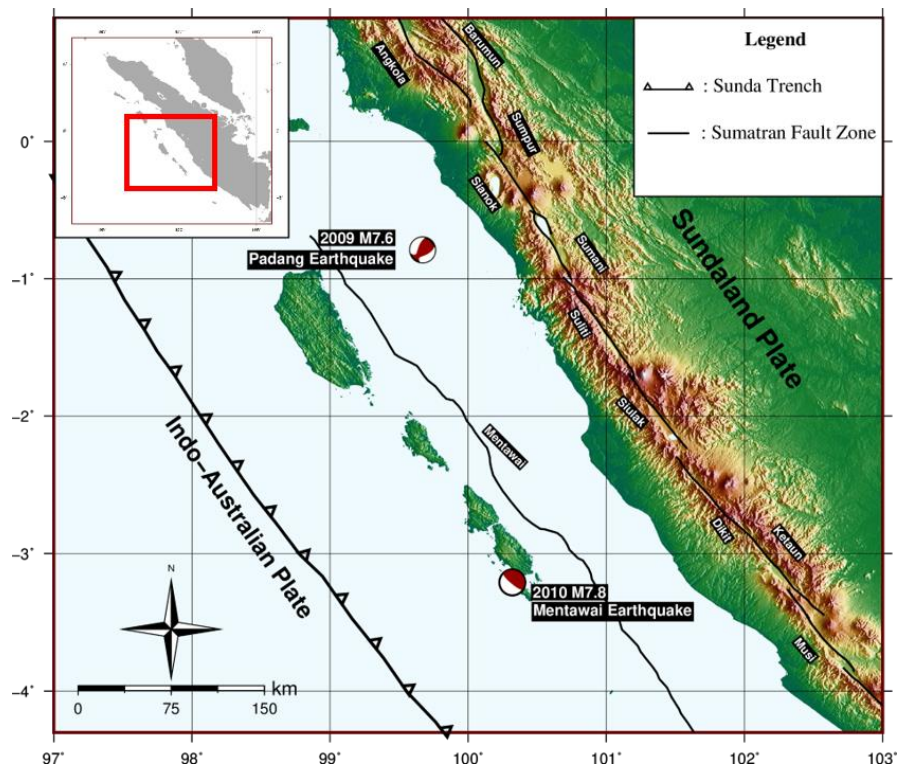 Legend
: Sunda Trench
: Sumatran Fault Zone
Angkola
Barumun
Sumpur
Sianok
Sumani
Suliti
Siulak
Dikit
Ketaun
Musi
Mentawai
Sundaland Plate
Indo–Australian Plate
2009 M7.6
Padang Earthquake
2010 M7.8
Mentawai Earthquake
N
km
0 75 150
0°
−1°
−2°
−3°
−4°
97° 98° 99° 100° 101° 102° 103°